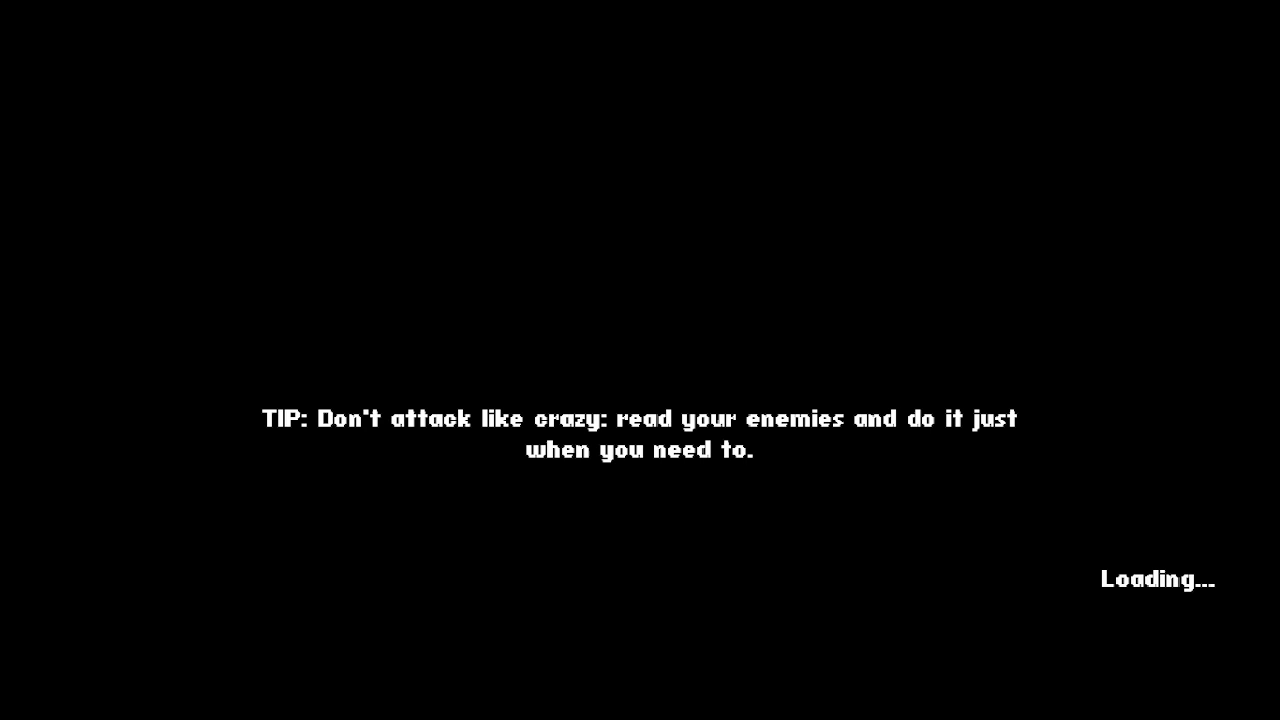 TIP: Don't attack like crazy: read your enemies and do it just
when you need to.
Loading...